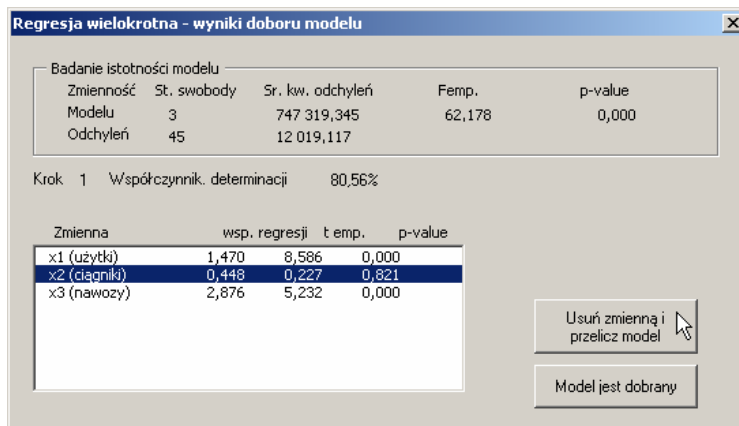 Regresja wielokrotna - wyniki doboru modelu
Badanie istotności modelu
Zmienność St. swobody Sr. kw. odchyleń Femp. p-value
Modelu 3 747 319,345 62,178 0,000
Odchyleń 45 12 019,117
Krok 1 Współczynnik. determinacji 80,56%
Zmienna wsp. regresji t emp. p-value
x1 (użytki) 1,470 8,586 0,000
x2 (ciągniki) 0,448 0,227 0,821
x3 (nawozy) 2,876 5,232 0,000
Usuń zmienną i
przelicz model
Model jest dobrany